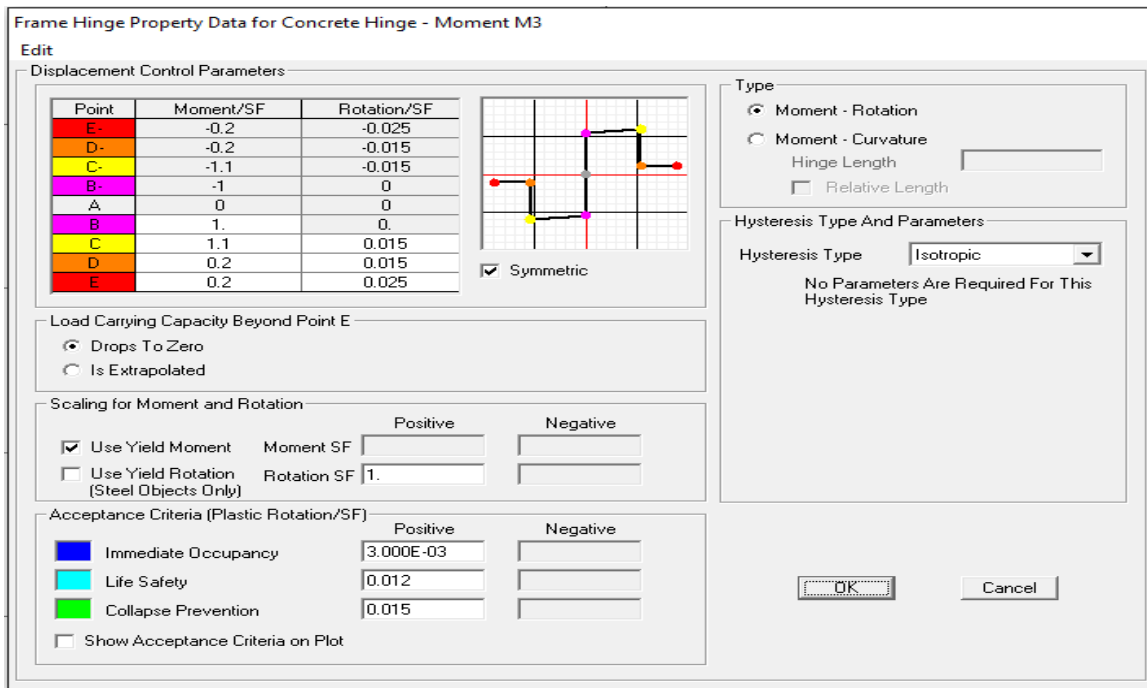 Frame Hinge Property Data for Concrete Hinge - Moment M3
Edit
Displacement Control Parameters
Point Moment/SF Rotation/SF
E- -0.2 -0.025
D- -0.2 -0.015
C- -1.1 -0.015
B- -1 0
A 0 0
B 1. 0.
C 1.1 0.015
D 0.2 0.015
E 0.2 0.025
Symmetric
Load Carrying Capacity Beyond Point E
Drops To Zero
Is Extrapolated
Scaling for Moment and Rotation
Positive Negative
Use Yield Moment Moment SF
Use Yield Rotation Rotation SF 1.
(Steel Objects Only)
Acceptance Criteria (Plastic Rotation/SF)
Positive Negative
Immediate Occupancy 3.000E-03
Life Safety 0.012
Collapse Prevention 0.015
Show Acceptance Criteria on Plot
Type
Moment - Rotation
Moment - Curvature
Hinge Length
Relative Length
Hysteresis Type And Parameters
Hysteresis Type Isotropic
No Parameters Are Required For This
Hysteresis Type
OK Cancel